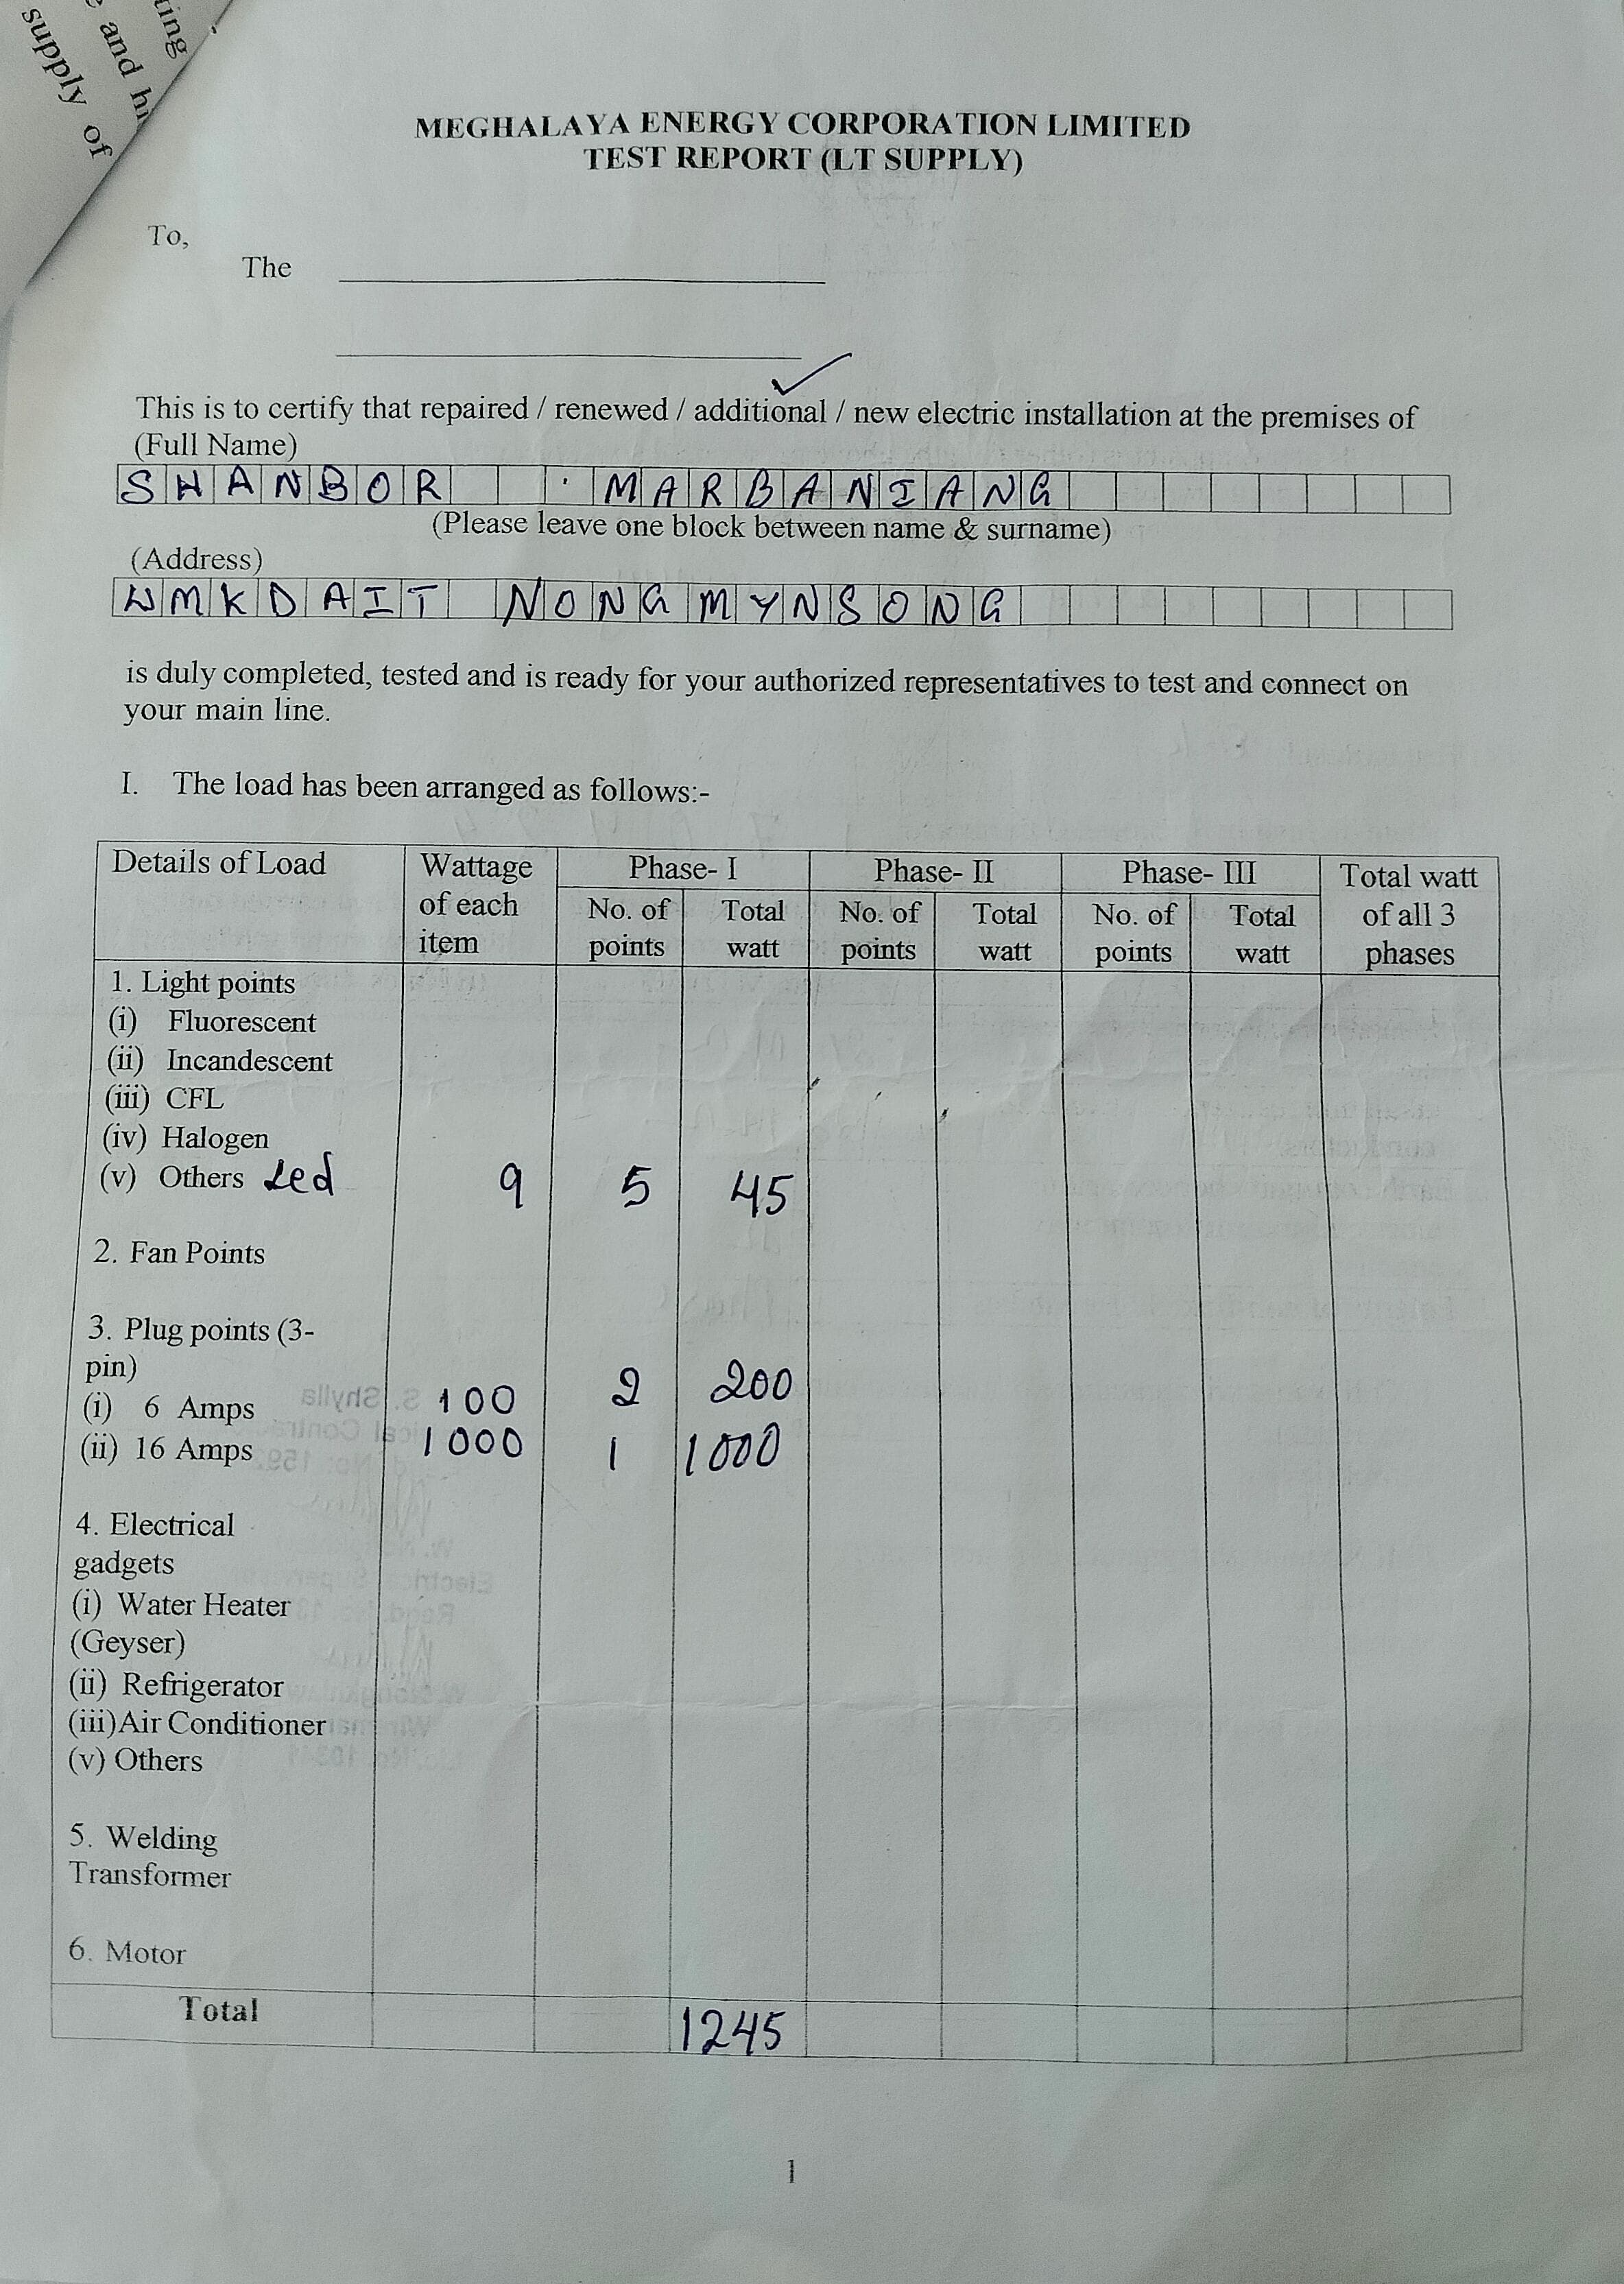 ting
e and hi
supply of
MEGHALAYA ENERGY CORPORATION LIMITED
TEST REPORT (LT SUPPLY)
To,
The
This is to certify that repaired / renewed / additional / new electric installation at the premises of
(Full Name)
SHANBOR MARBANIANG
(Please leave one block between name & surname)
(Address)
UMKDAIT NONGMYNSONG
is duly completed, tested and is ready for your authorized representatives to test and connect on
your main line.
I. The load has been arranged as follows:-
Details of Load Wattage of each item Phase- I Phase- II Phase- III Total watt of all 3 phases
No. of points Total watt No. of points Total watt No. of points Total watt
1. Light points
(i) Fluorescent
(ii) Incandescent
(iii) CFL
(iv) Halogen
(v) Others Led 9 5 45
2. Fan Points
3. Plug points (3-
pin)
(i) 6 Amps 100 2 200
(ii) 16 Amps 1000 1 1000
4. Electrical
gadgets
(i) Water Heater
(Geyser)
(ii) Refrigerator
(iii)Air Conditioner
(v) Others
5. Welding
Transformer
6. Motor
Total 1245
1